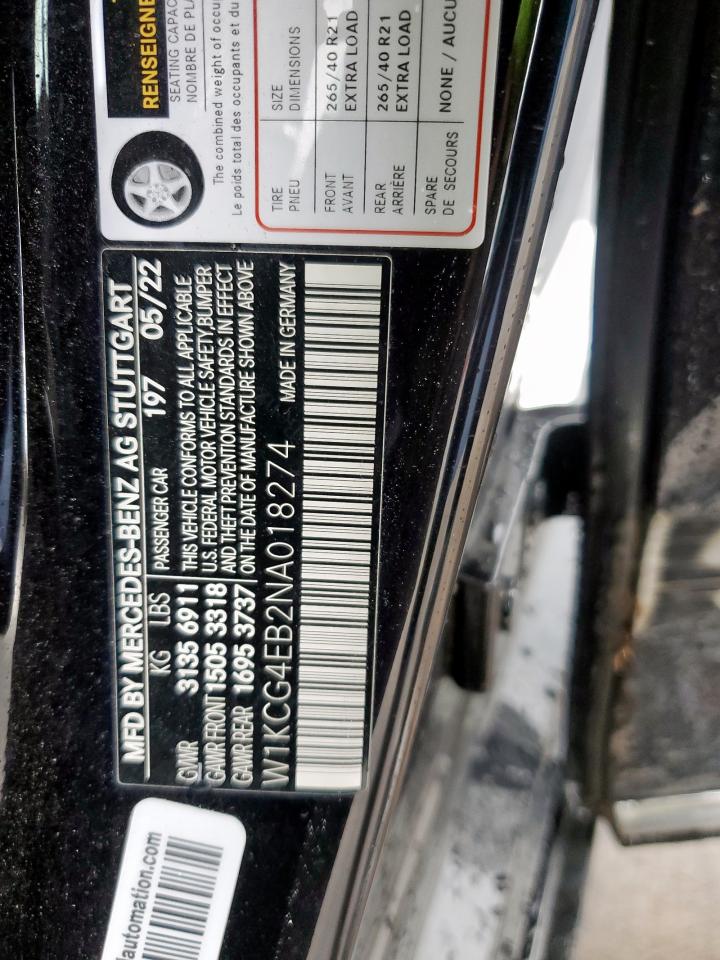 MFD BY MERCEDES-BENZ AG STUTTGART
KG LBS PASSENGER CAR 197 05/22
GVWR 3135 6911 THIS VEHICLE CONFORMS TO ALL APPLICABLE
GAWR FRONT 1505 3318 U.S. FEDERAL MOTOR VEHICLE SAFETY, BUMPER
GAWR REAR 1695 3737 AND THEFT PREVENTION STANDARDS IN EFFECT
ON THE DATE OF MANUFACTURE SHOWN ABOVE
W1KCG4EB2NA018274 MADE IN GERMANY
SEATING CAPAC
NOMBRE DE PLA
RENSEIGNE
The combined weight of occu
Le poids total des occupants et du
TIRE SIZE
PNEU DIMENSIONS
FRONT 265/40 R21
AVANT EXTRA LOAD
REAR 265/40 R21
ARRIÈRE EXTRA LOAD
SPARE NONE / AUCU
DE SECOURS
automation.com